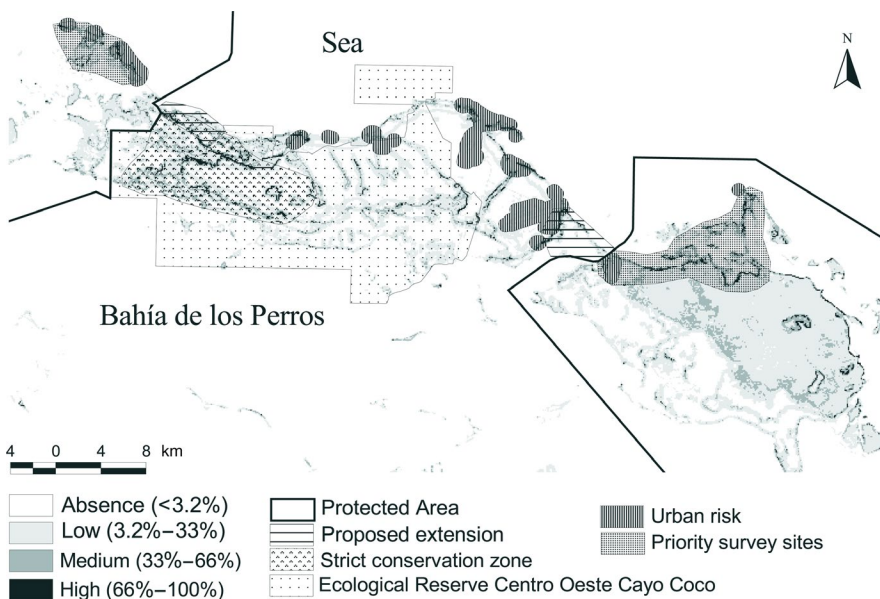 Sea
N
Bahía de los Perros
4 0 4 8 km
Absence (<3.2%)
Low (3.2%–33%)
Medium (33%–66%)
High (66%–100%)
Protected Area
Proposed extension
Strict conservation zone
Ecological Reserve Centro Oeste Cayo Coco
Urban risk
Priority survey sites